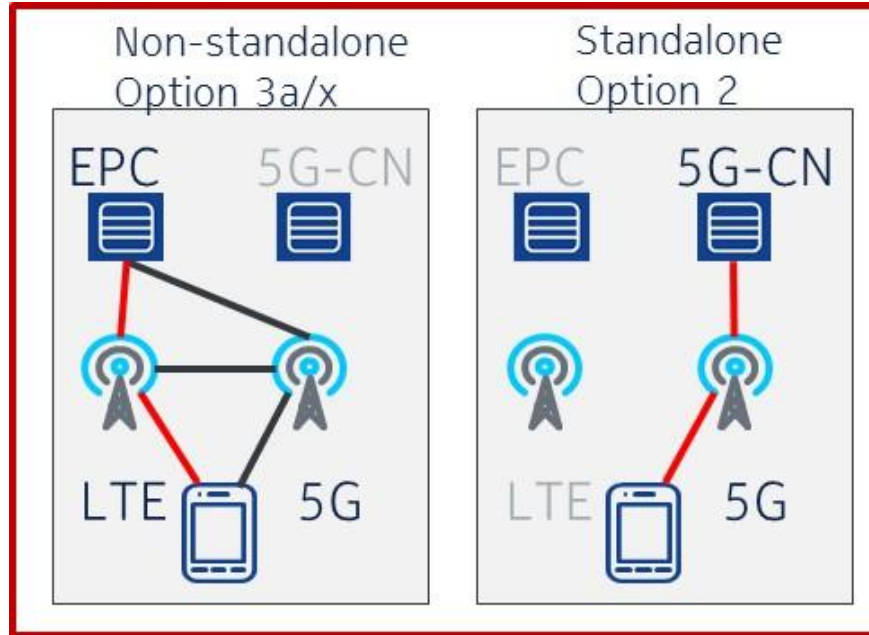 Non-standalone
Option 3a/x
EPC 5G-CN
LTE 5G
Standalone
Option 2
EPC 5G-CN
LTE 5G